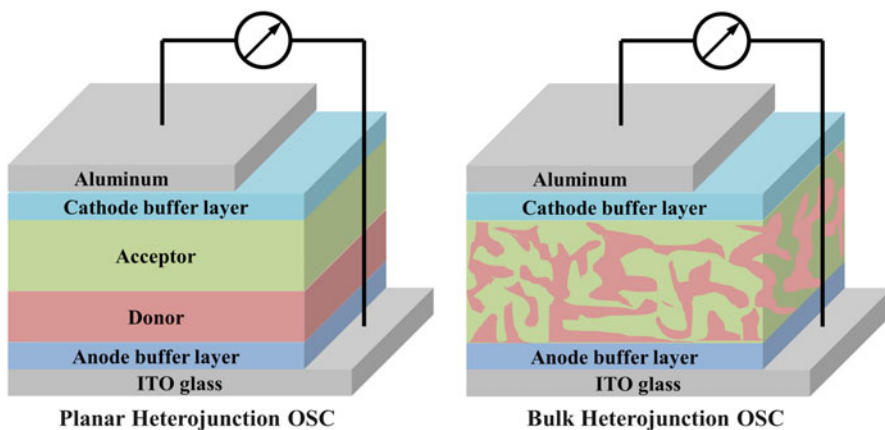 Aluminum
Cathode buffer layer
Acceptor
Donor
Anode buffer layer
ITO glass
Planar Heterojunction OSC
Aluminum
Cathode buffer layer
Anode buffer layer
ITO glass
Bulk Heterojunction OSC